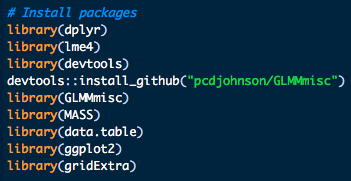 # Install packages
library(dplyr)
library(lme4)
library(devtools)
devtools::install_github("pcdjohnson/GLMMmisc")
library(GLMMmisc)
library(MASS)
library(data.table)
library(ggplot2)
library(gridExtra)